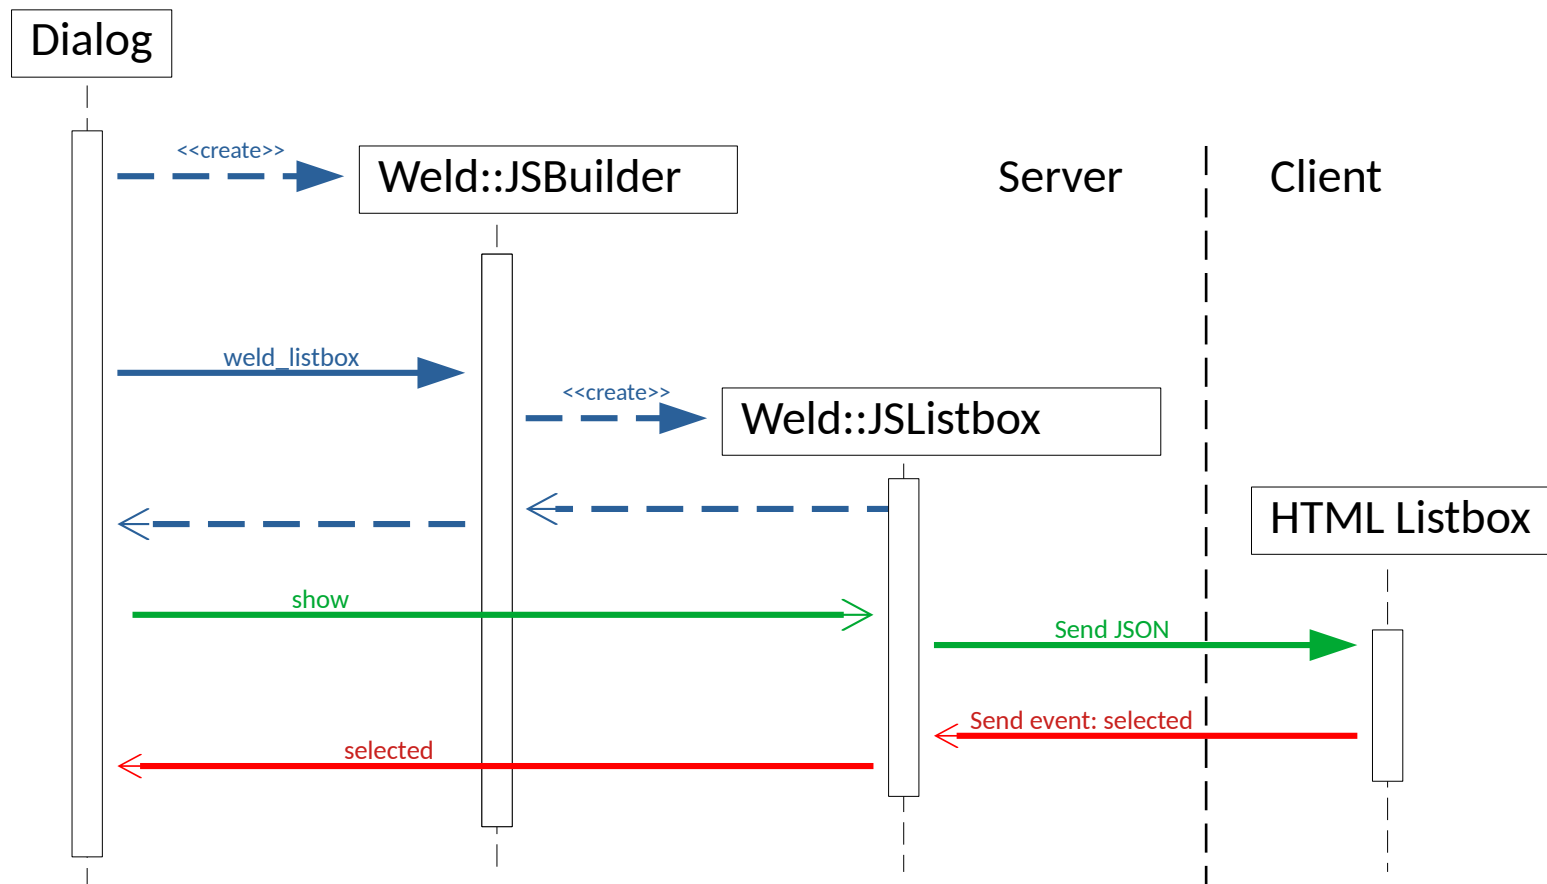 Dialog
<<create>>
Weld::JSBuilder
Server
Client
weld_listbox
<<create>>
Weld::JSListbox
HTML Listbox
show
Send JSON
Send event: selected
selected